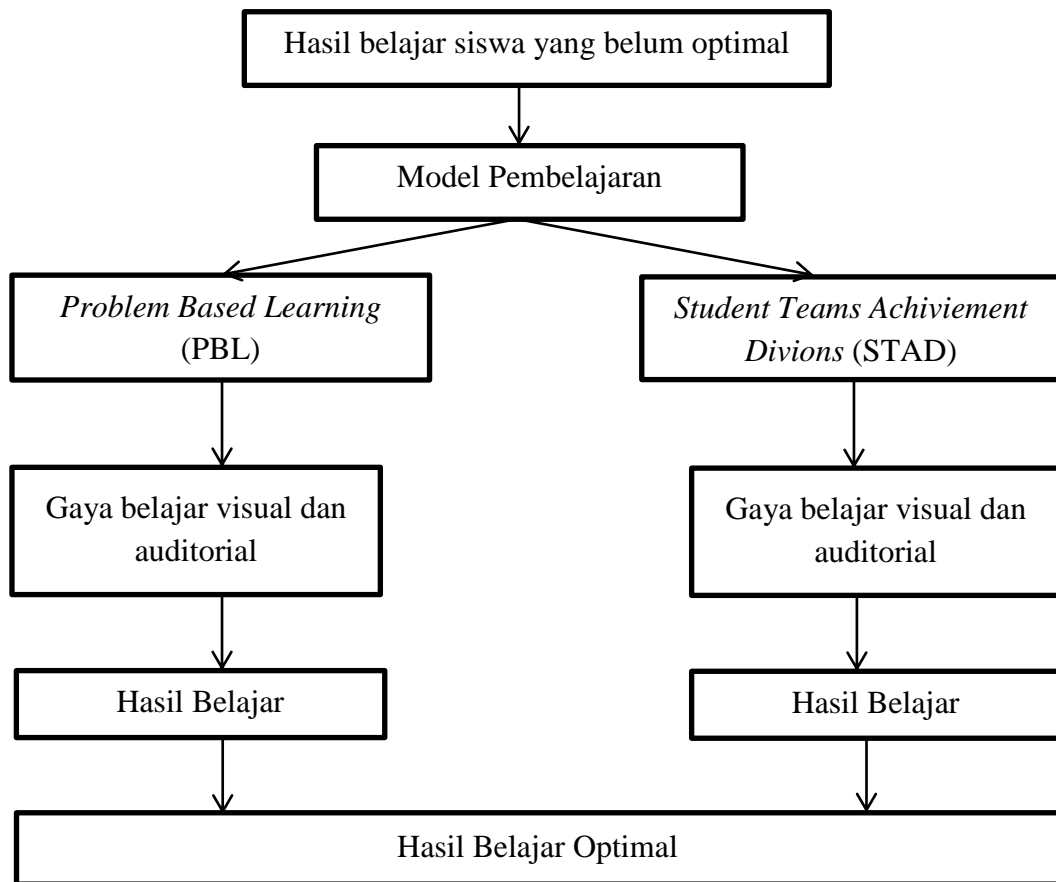 Hasil belajar siswa yang belum optimal
Model Pembelajaran
Problem Based Learning
(PBL)
Student Teams Achiviement
Divions (STAD)
Gaya belajar visual dan
auditorial
Gaya belajar visual dan
auditorial
Hasil Belajar
Hasil Belajar
Hasil Belajar Optimal